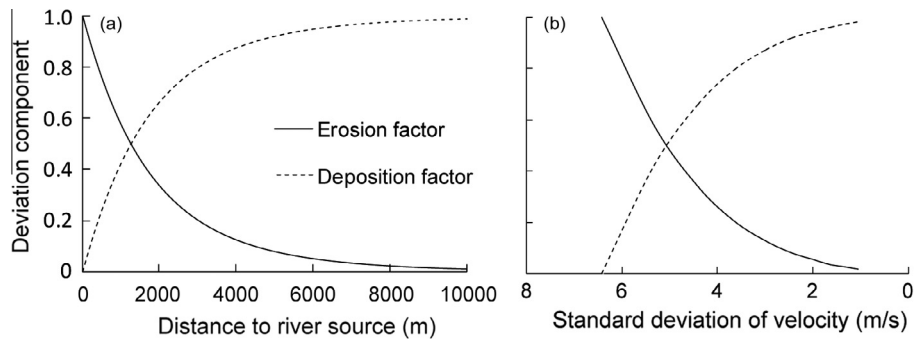 Deviation component
1.0
0.8
0.6
0.4
0.2
0
(a)
Erosion factor
Deposition factor
0 2000 4000 6000 8000 10000
Distance to river source (m)
(b)
8 6 4 2 0
Standard deviation of velocity (m/s)